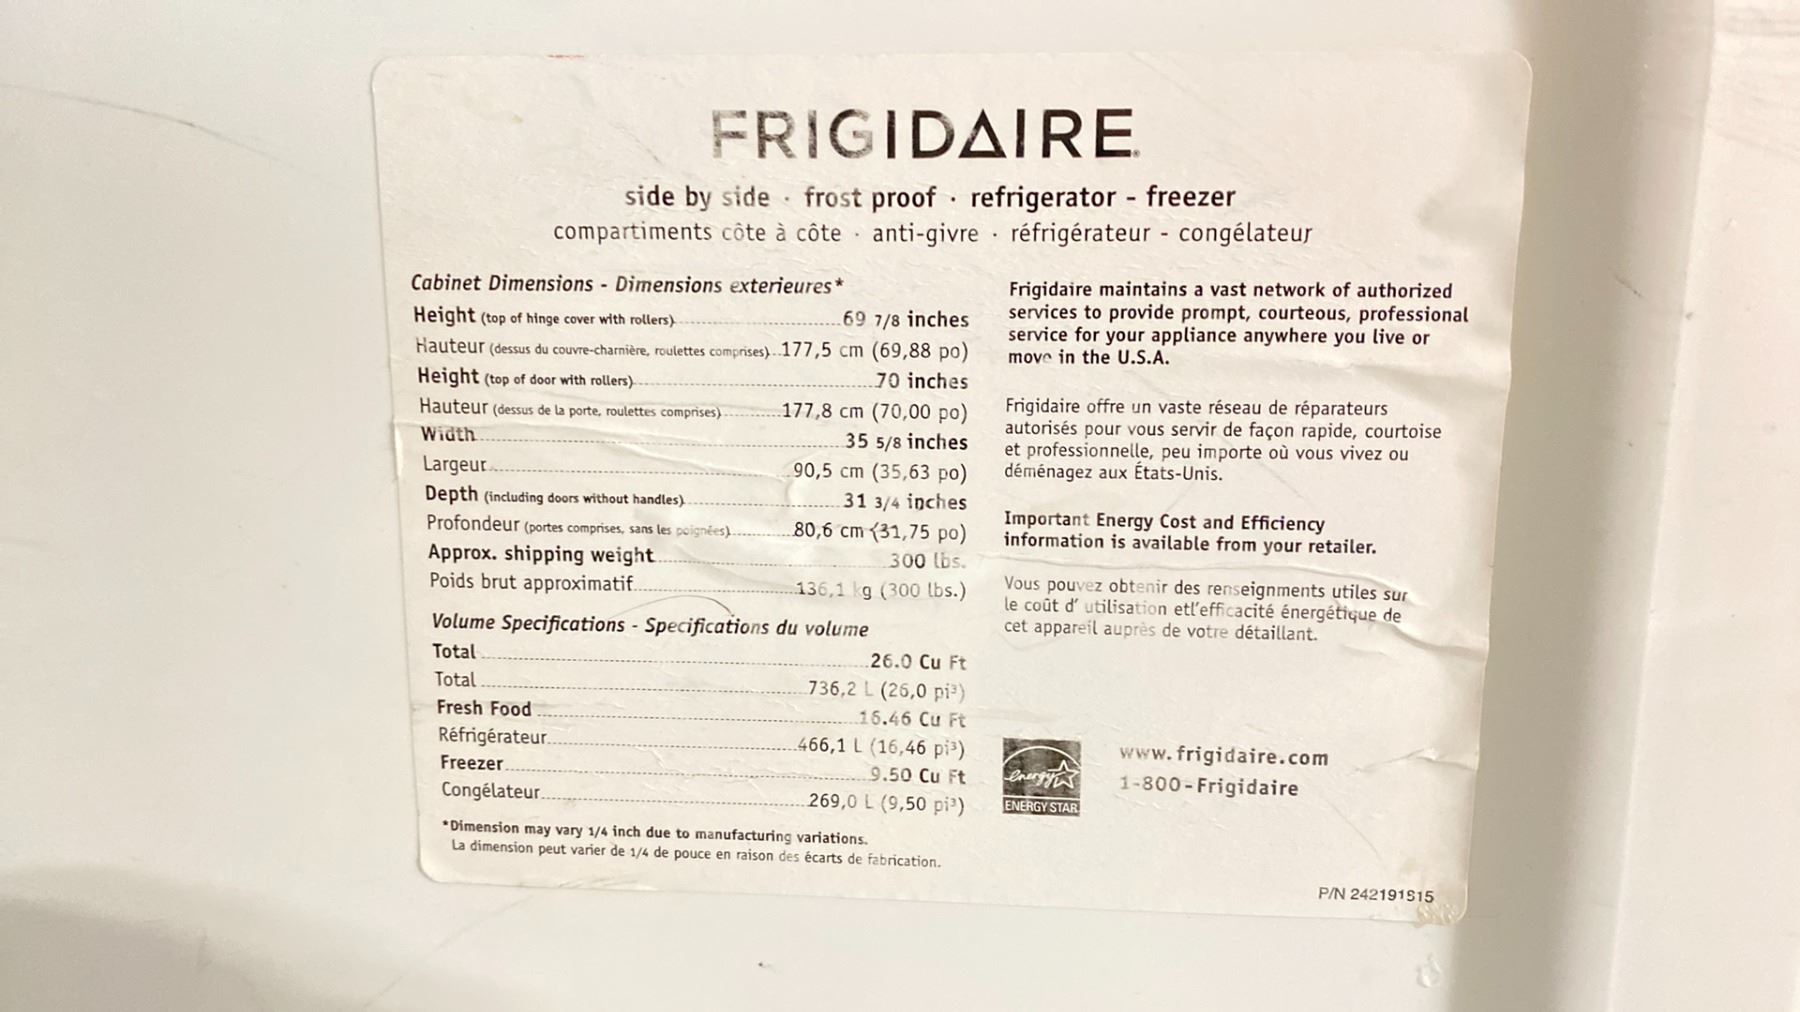 FRIGIDAIRE
side by side · frost proof · refrigerator - freezer
compartiments côte à côte · anti-givre · réfrigérateur - congélateur
Cabinet Dimensions - Dimensions exterieures*
Height (top of hinge cover with rollers) 69 7/8 inches
Hauteur (dessus du couvre-charnière, roulettes comprises) 177,5 cm (69,88 po)
Height (top of door with rollers) 70 inches
Hauteur (dessus de la porte, roulettes comprises) 177,8 cm (70,00 po)
Width 35 5/8 inches
Largeur 90,5 cm (35,63 po)
Depth (including doors without handles) 31 3/4 inches
Profondeur (portes comprises, sans les poignées) 80,6 cm (31,75 po)
Approx. shipping weight 300 lbs.
Poids brut approximatif 136,1 kg (300 lbs.)
Volume Specifications - Specifications du volume
Total 26.0 Cu Ft
Total 736,2 L (26,0 pi³)
Fresh Food 16.46 Cu Ft
Réfrigérateur 466,1 L (16,46 pi³)
Freezer 9.50 Cu Ft
Congélateur 269,0 L (9,50 pi³)
*Dimension may vary 1/4 inch due to manufacturing variations.
La dimension peut varier de 1/4 de pouce en raison des écarts de fabrication.
Frigidaire maintains a vast network of authorized
services to provide prompt, courteous, professional
service for your appliance anywhere you live or
move in the U.S.A.
Frigidaire offre un vaste réseau de réparateurs
autorisés pour vous servir de façon rapide, courtoise
et professionnelle, peu importe où vous vivez ou
déménagez aux États-Unis.
Important Energy Cost and Efficiency
information is available from your retailer.
Vous pouvez obtenir des renseignments utiles sur
le coût d' utilisation etl'efficacité énergétique de
cet appareil auprès de votre détaillant.
energy
ENERGY STAR
www.frigidaire.com
1-800-Frigidaire
P/N 242191S15